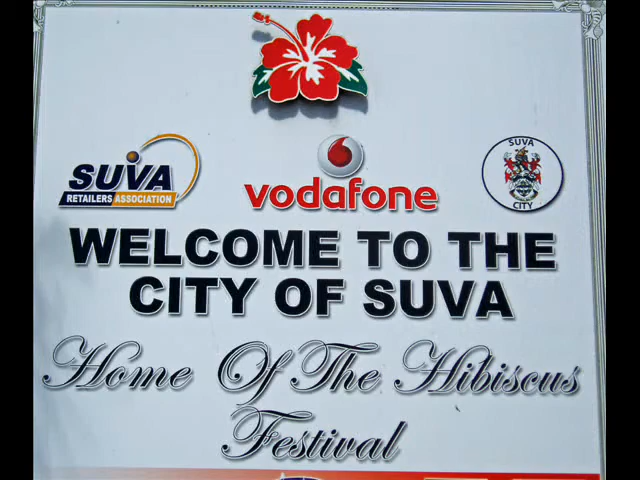 SUVA
RETAILERS ASSOCIATION
vodafone
SUVA
CITY
WELCOME TO THE
CITY OF SUVA
Home Of The Hibiscus
Festival